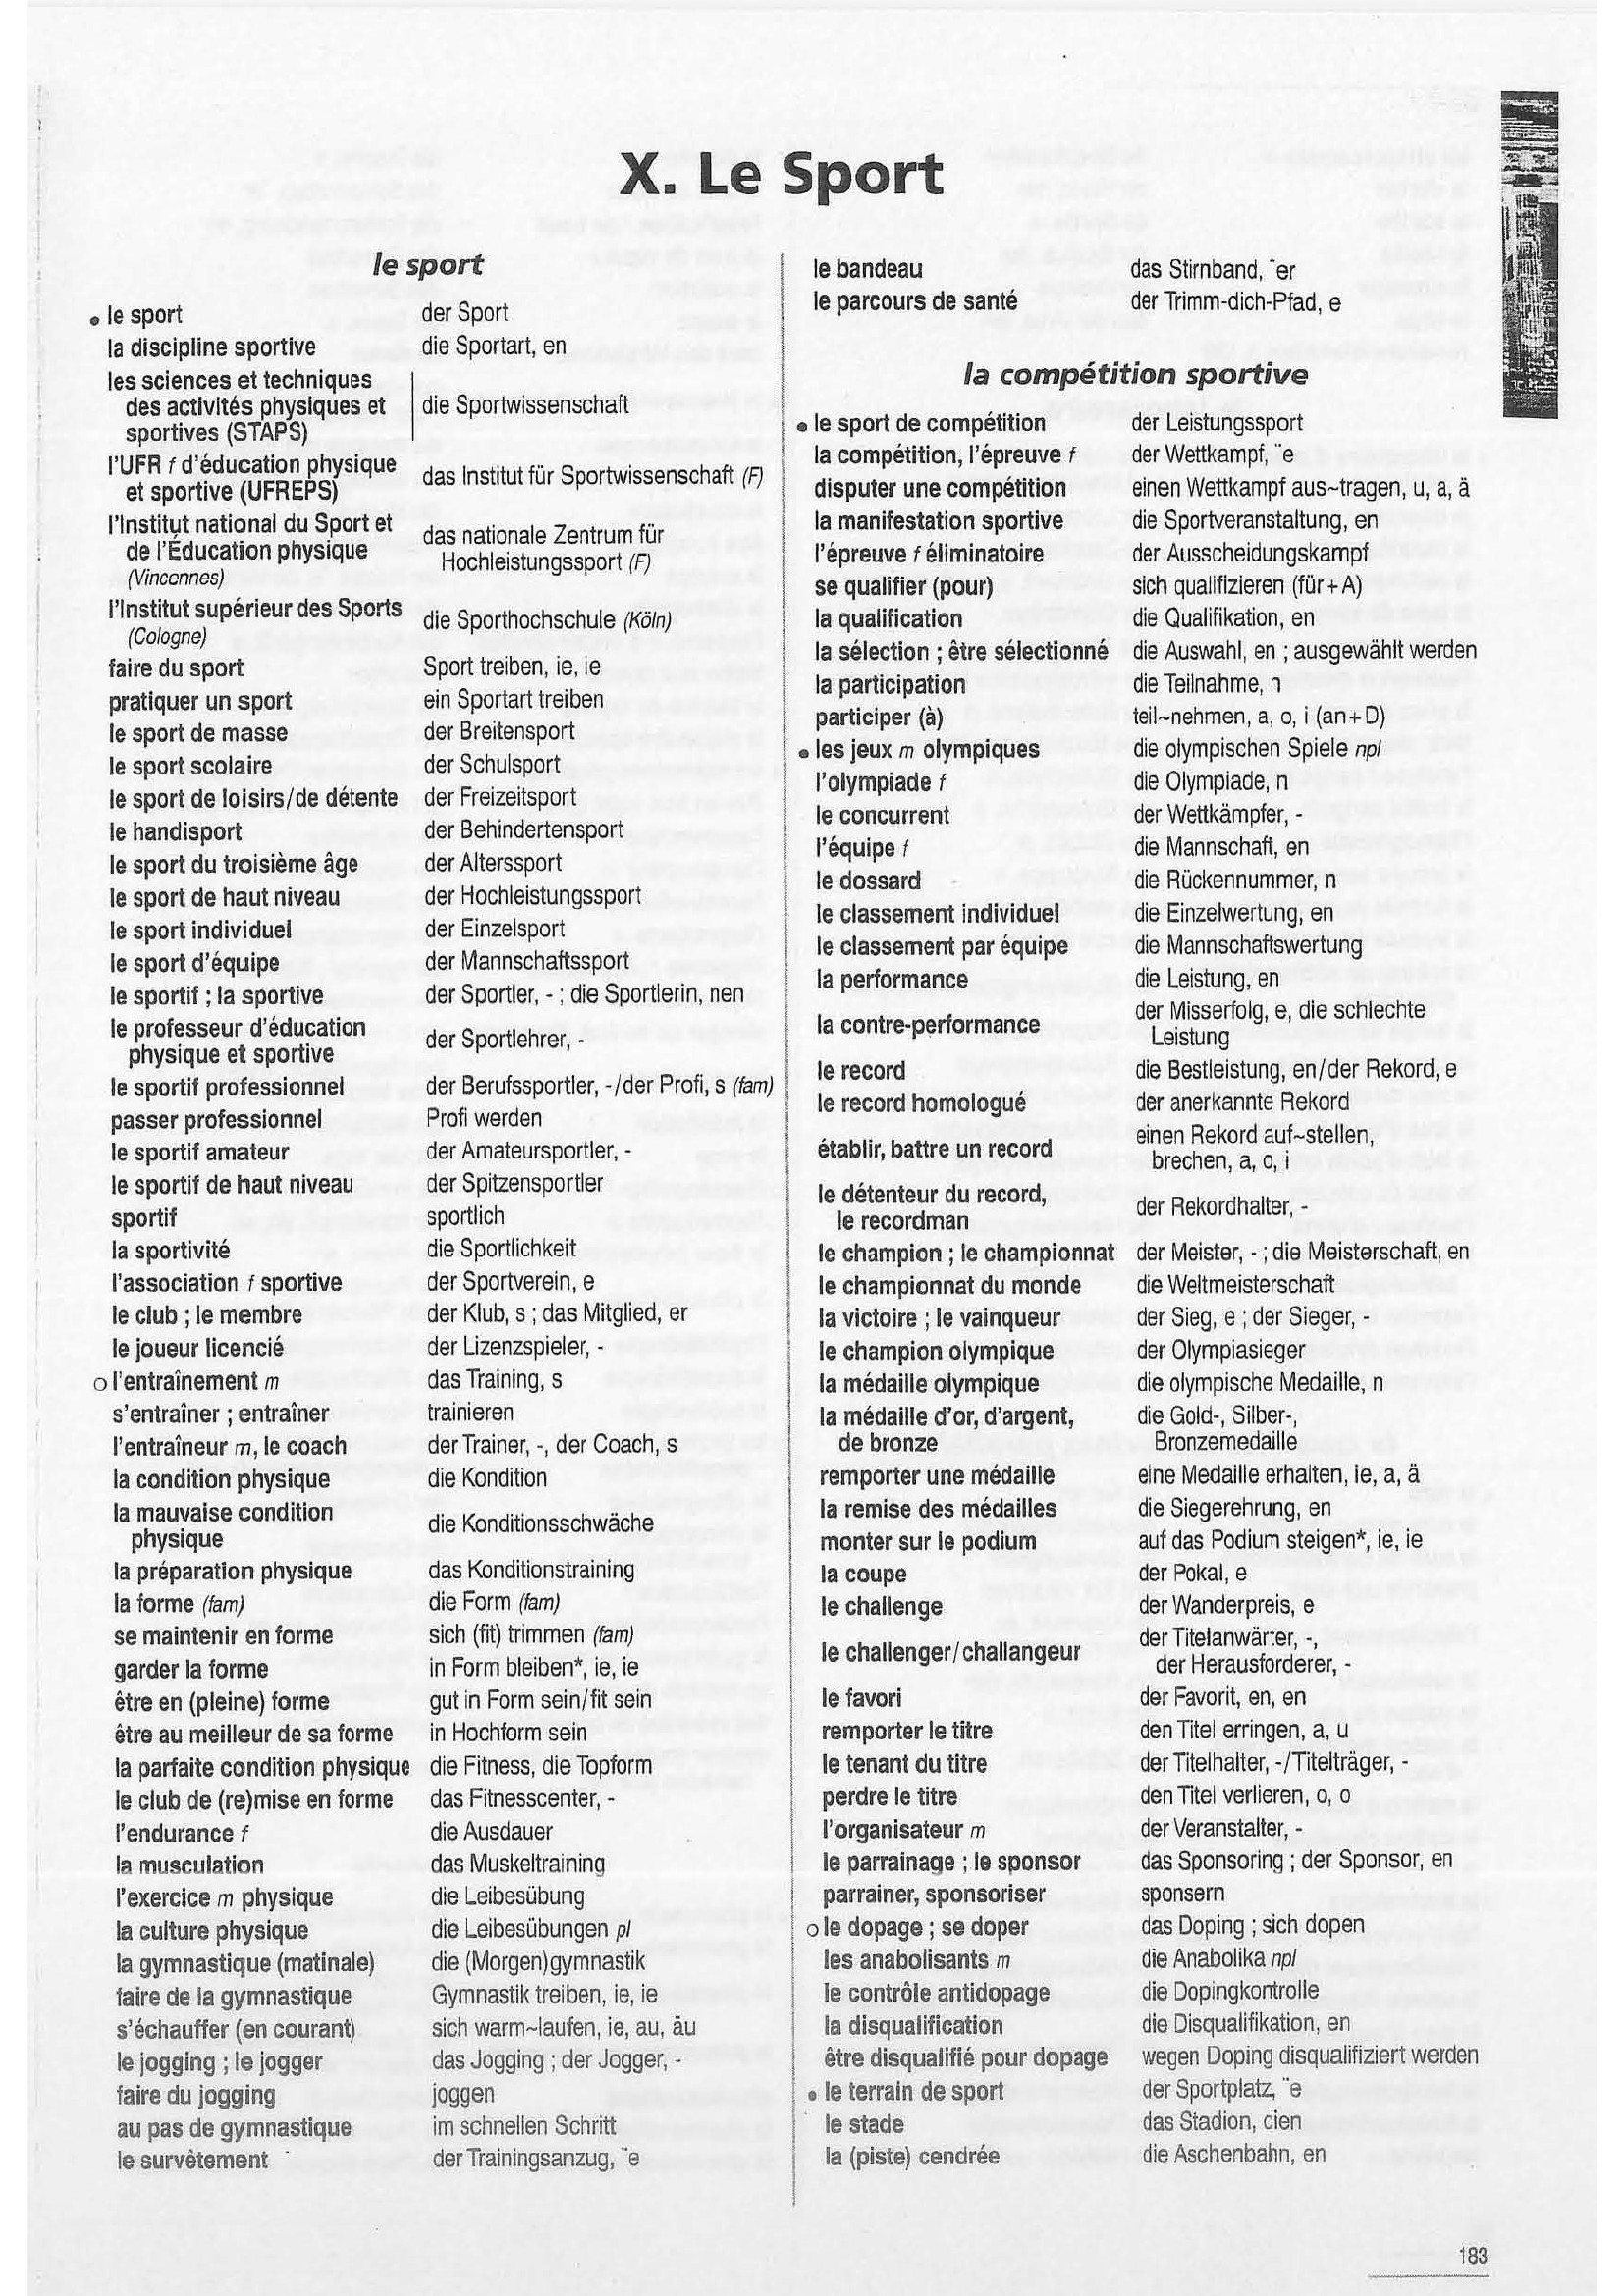 X. Le Sport
le sport
• le sport der Sport
la discipline sportive die Sportart, en
les sciences et techniques
des activités physiques et die Sportwissenschaft
sportives (STAPS)
l'UFR f d'éducation physique
et sportive (UFREPS) das Institut für Sportwissenschaft (F)
l'Institut national du Sport et das nationale Zentrum für
de l'Éducation physique Hochleistungssport (F)
(Vincennes)
l'Institut supérieur des Sports die Sporthochschule (Köln)
(Cologne)
faire du sport Sport treiben, ie, ie
pratiquer un sport ein Sportart treiben
le sport de masse der Breitensport
le sport scolaire der Schulsport
le sport de loisirs/de détente der Freizeitsport
le handisport der Behindertensport
le sport du troisième âge der Alterssport
le sport de haut niveau der Hochleistungssport
le sport individuel der Einzelsport
le sport d'équipe der Mannschaftssport
le sportif ; la sportive der Sportler, - ; die Sportlerin, nen
le professeur d'éducation
physique et sportive der Sportlehrer, -
le sportif professionnel der Berufssportler, -/der Profi, s (fam)
passer professionnel Profi werden
le sportif amateur der Amateursportler, -
le sportif de haut niveau der Spitzensportler
sportif sportlich
la sportivité die Sportlichkeit
l'association f sportive der Sportverein, e
le club ; le membre der Klub, s ; das Mitglied, er
le joueur licencié der Lizenzspieler, -
o l'entraînement m das Training, s
s'entraîner ; entraîner trainieren
l'entraîneur m, le coach der Trainer, -, der Coach, s
la condition physique die Kondition
la mauvaise condition
physique die Konditionsschwäche
la préparation physique das Konditionstraining
la forme (fam) die Form (fam)
se maintenir en forme sich (fit) trimmen (fam)
garder la forme in Form bleiben*, ie, ie
être en (pleine) forme gut in Form sein/fit sein
être au meilleur de sa forme in Hochform sein
la parfaite condition physique die Fitness, die Topform
le club de (re)mise en forme das Fitnesscenter, -
l'endurance f die Ausdauer
la musculation das Muskeltraining
l'exercice m physique die Leibesübung
la culture physique die Leibesübungen pl
la gymnastique (matinale) die (Morgen)gymnastik
faire de la gymnastique Gymnastik treiben, ie, ie
s'échauffer (en courant) sich warm~laufen, ie, au, äu
le jogging ; le jogger das Jogging ; der Jogger, -
faire du jogging joggen
au pas de gymnastique im schnellen Schritt
le survêtement der Trainingsanzug, ¨e
le bandeau das Stirnband, ¨er
le parcours de santé der Trimm-dich-Pfad, e
la compétition sportive
• le sport de compétition der Leistungssport
la compétition, l'épreuve f der Wettkampf, ¨e
disputer une compétition einen Wettkampf aus~tragen, u, a, ä
la manifestation sportive die Sportveranstaltung, en
l'épreuve f éliminatoire der Ausscheidungskampf
se qualifier (pour) sich qualifizieren (für+A)
la qualification die Qualifikation, en
la sélection ; être sélectionné die Auswahl, en ; ausgewählt werden
la participation die Teilnahme, n
participer (à) teil~nehmen, a, o, i (an+D)
• les jeux m olympiques die olympischen Spiele npl
l'olympiade f die Olympiade, n
le concurrent der Wettkämpfer, -
l'équipe f die Mannschaft, en
le dossard die Rückennummer, n
le classement individuel die Einzelwertung, en
le classement par équipe die Mannschaftswertung
la performance die Leistung, en
la contre-performance der Misserfolg, e, die schlechte
Leistung
le record die Bestleistung, en/der Rekord, e
le record homologué der anerkannte Rekord
établir, battre un record einen Rekord auf~stellen,
brechen, a, o, i
le détenteur du record,
le recordman der Rekordhalter, -
le champion ; le championnat der Meister, - ; die Meisterschaft, en
le championnat du monde die Weltmeisterschaft
la victoire ; le vainqueur der Sieg, e ; der Sieger, -
le champion olympique der Olympiasieger
la médaille olympique die olympische Medaille, n
la médaille d'or, d'argent, die Gold-, Silber-,
de bronze Bronzemedaille
remporter une médaille eine Medaille erhalten, ie, a, ä
la remise des médailles die Siegerehrung, en
monter sur le podium auf das Podium steigen*, ie, ie
la coupe der Pokal, e
le challenge der Wanderpreis, e
le challenger/challangeur der Titelanwärter, -,
der Herausforderer, -
le favori der Favorit, en, en
remporter le titre den Titel erringen, a, u
le tenant du titre der Titelhalter, -/Titelträger, -
perdre le titre den Titel verlieren, o, o
l'organisateur m der Veranstalter, -
le parrainage ; le sponsor das Sponsoring ; der Sponsor, en
parrainer, sponsoriser sponsern
o le dopage ; se doper das Doping ; sich dopen
les anabolisants m die Anabolika npl
le contrôle antidopage die Dopingkontrolle
la disqualification die Disqualifikation, en
être disqualifié pour dopage wegen Doping disqualifiziert werden
• le terrain de sport der Sportplatz, ¨e
le stade das Stadion, dien
la (piste) cendrée die Aschenbahn, en
183